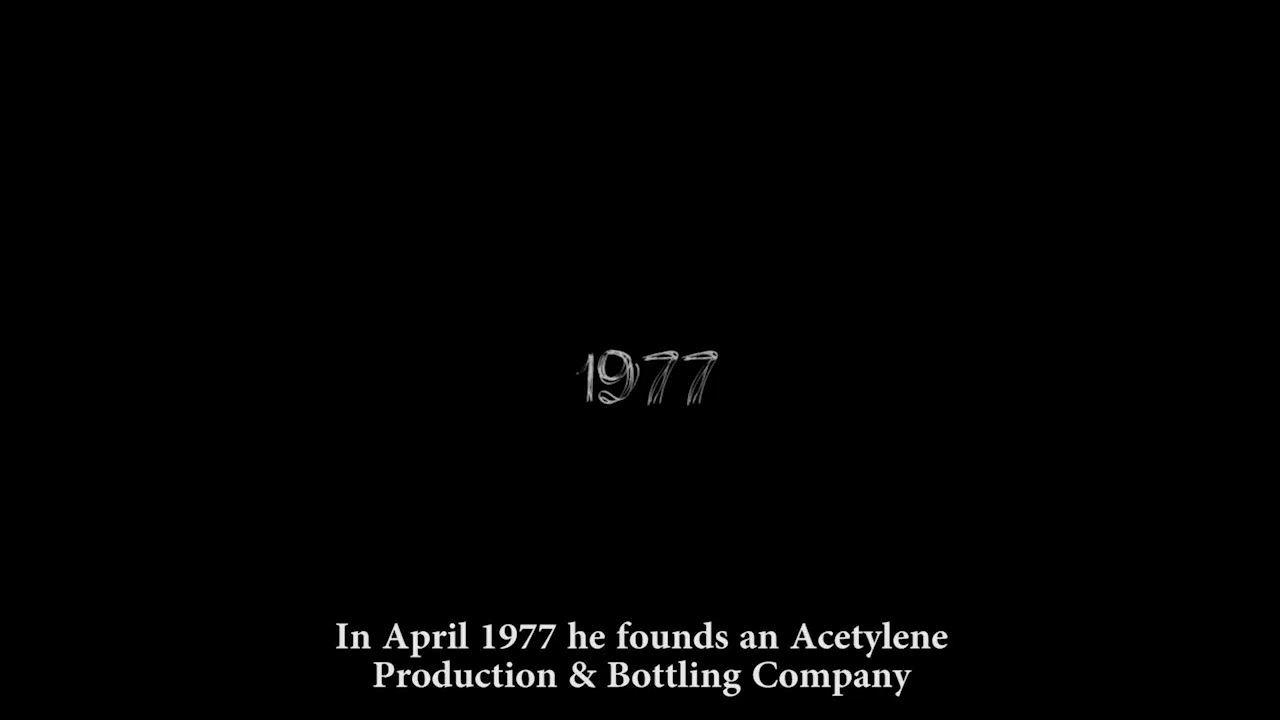 1977
In April 1977 he founds an Acetylene
Production & Bottling Company